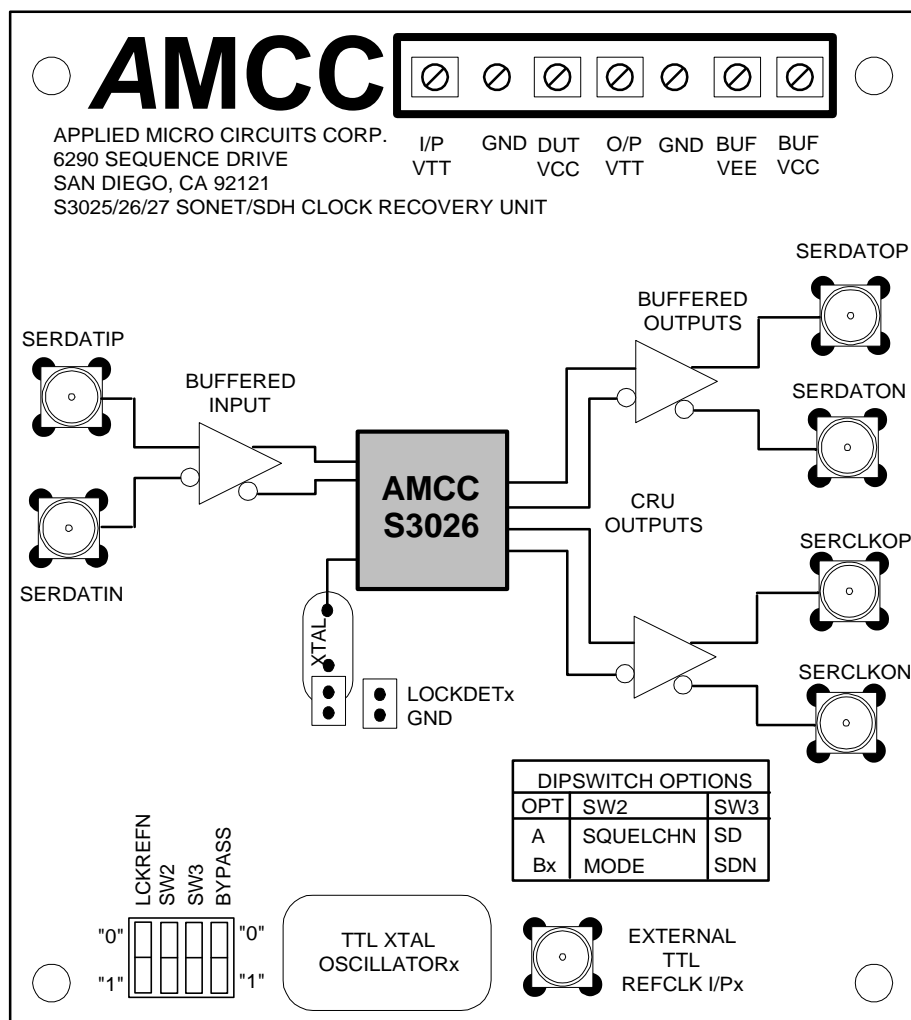 AMCC
APPLIED MICRO CIRCUITS CORP.
6290 SEQUENCE DRIVE
SAN DIEGO, CA 92121
S3025/26/27 SONET/SDH CLOCK RECOVERY UNIT
I/P VTT
GND
DUT VCC
O/P VTT
GND
BUF VEE
BUF VCC
SERDATIP
BUFFERED
INPUT
SERDATIN
AMCC
S3026
BUFFERED
OUTPUTS
SERDATOP
SERDATON
CRU
OUTPUTS
SERCLKOP
SERCLKON
XTAL
LOCKDETx
GND
DIPSWITCH OPTIONS
OPT SW2 SW3
A SQUELCHN SD
Bx MODE SDN
LCKREFN
SW2
SW3
BYPASS
"0" "0"
"1" "1"
TTL XTAL
OSCILLATORx
EXTERNAL
TTL
REFCLK I/Px